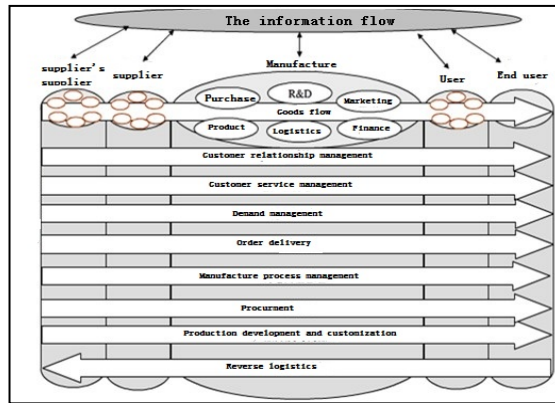 The information flow
Manufacture
supplier's
supplier
supplier
User
End user
Purchase
R&D
Marketing
Goods flow
Product
Logistics
Finance
Customer relationship management
Customer service management
Demand management
Order delivery
Manufacture process management
Procurment
Production development and customization
Reverse logistics